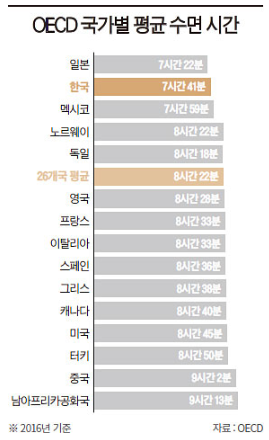 OECD 국가별 평균 수면 시간
일본 7시간 22분
한국 7시간 41분
멕시코 7시간 59분
노르웨이 8시간 22분
독일 8시간 18분
26개국 평균 8시간 22분
영국 8시간 28분
프랑스 8시간 33분
이탈리아 8시간 33분
스페인 8시간 36분
그리스 8시간 38분
캐나다 8시간 40분
미국 8시간 45분
터키 8시간 50분
중국 9시간 2분
남아프리카공화국 9시간 13분
※ 2016년 기준 자료 : OECD